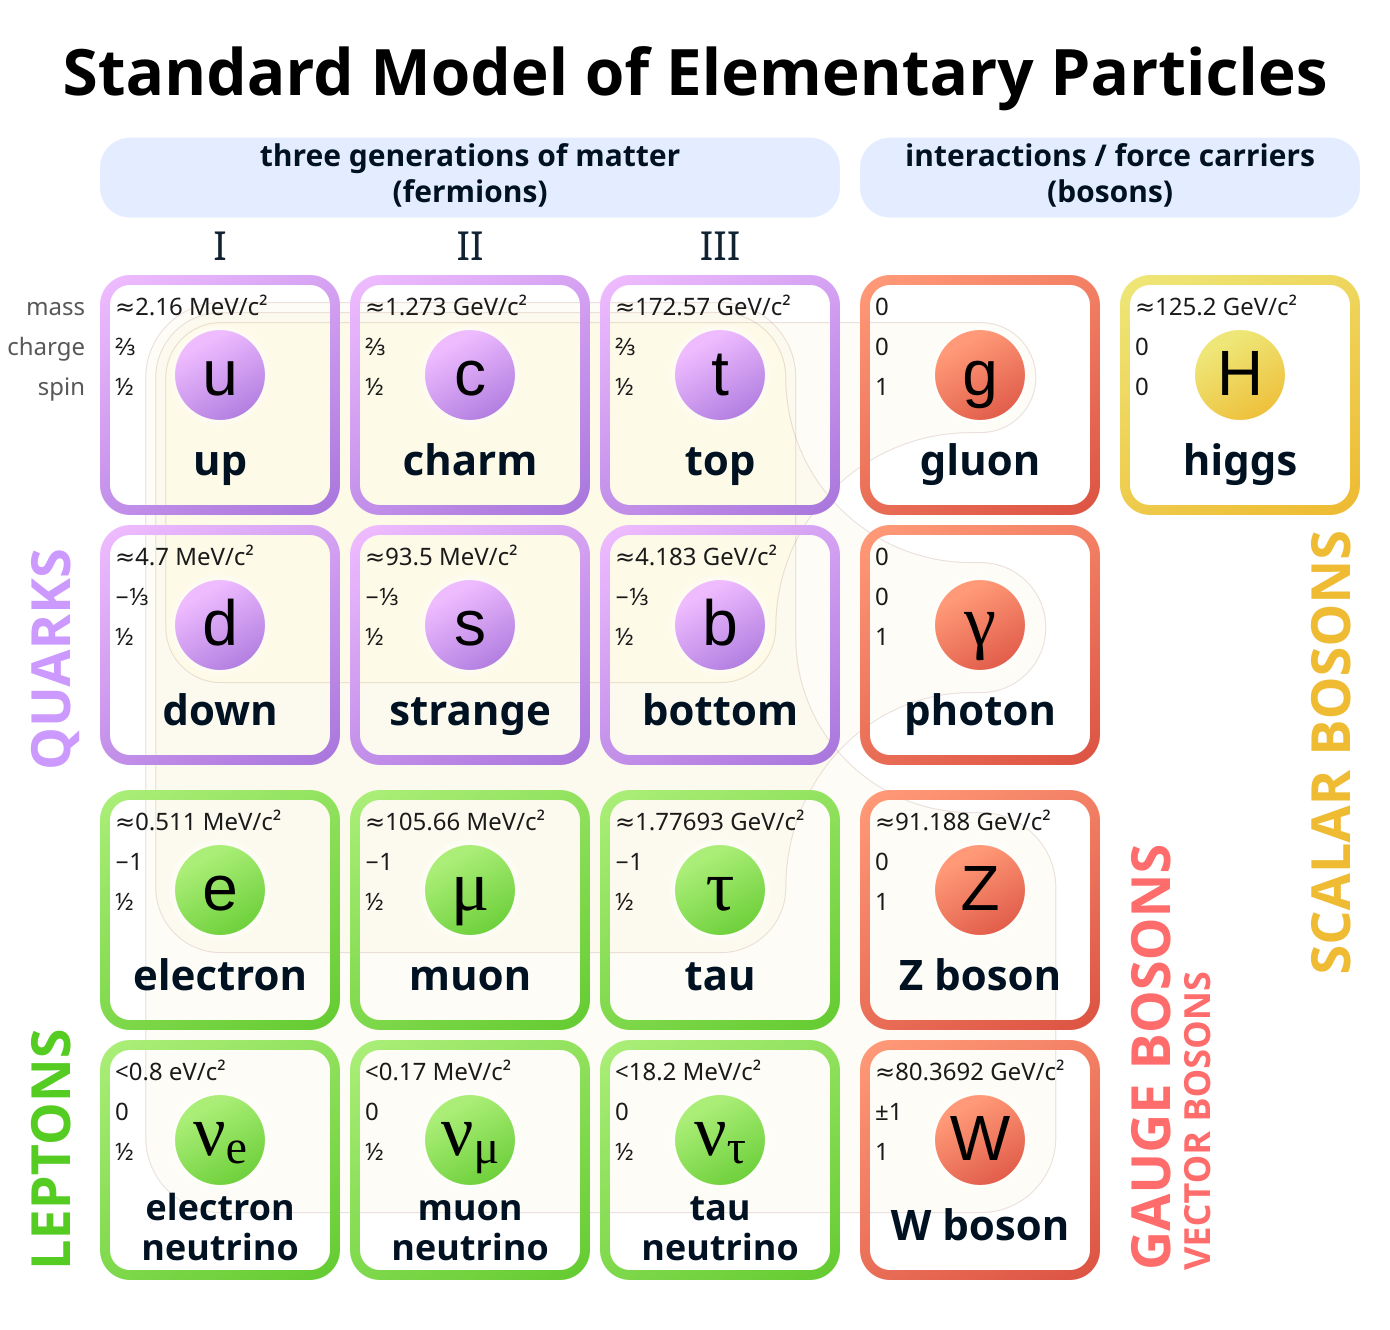 Standard Model of Elementary Particles
three generations of matter
(fermions)
interactions / force carriers
(bosons)
I
II
III
mass
charge
spin
≈2.16 MeV/c²
⅔
½
u
up
≈1.273 GeV/c²
⅔
½
c
charm
≈172.57 GeV/c²
⅔
½
t
top
0
0
1
g
gluon
≈125.2 GeV/c²
0
0
H
higgs
QUARKS
≈4.7 MeV/c²
−⅓
½
d
down
≈93.5 MeV/c²
−⅓
½
s
strange
≈4.183 GeV/c²
−⅓
½
b
bottom
0
0
1
γ
photon
SCALAR BOSONS
≈0.511 MeV/c²
−1
½
e
electron
≈105.66 MeV/c²
−1
½
μ
muon
≈1.77693 GeV/c²
−1
½
τ
tau
≈91.188 GeV/c²
0
1
Z
Z boson
LEPTONS
<0.8 eV/c²
0
½
νe
electron
neutrino
<0.17 MeV/c²
0
½
νμ
muon
neutrino
<18.2 MeV/c²
0
½
ντ
tau
neutrino
≈80.3692 GeV/c²
±1
1
W
W boson
GAUGE BOSONS
VECTOR BOSONS